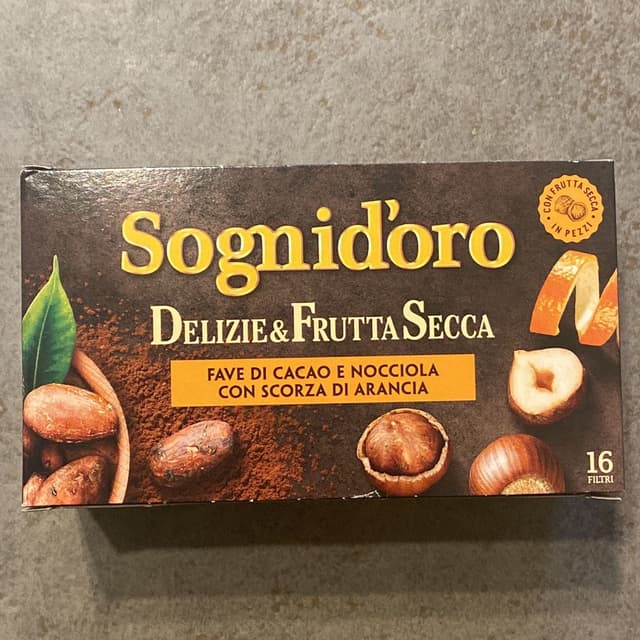 CON FRUTTA SECCA
IN PEZZI
Sognid'oro
DELIZIE & FRUTTA SECCA
FAVE DI CACAO E NOCCIOLA
CON SCORZA DI ARANCIA
16
FILTRI